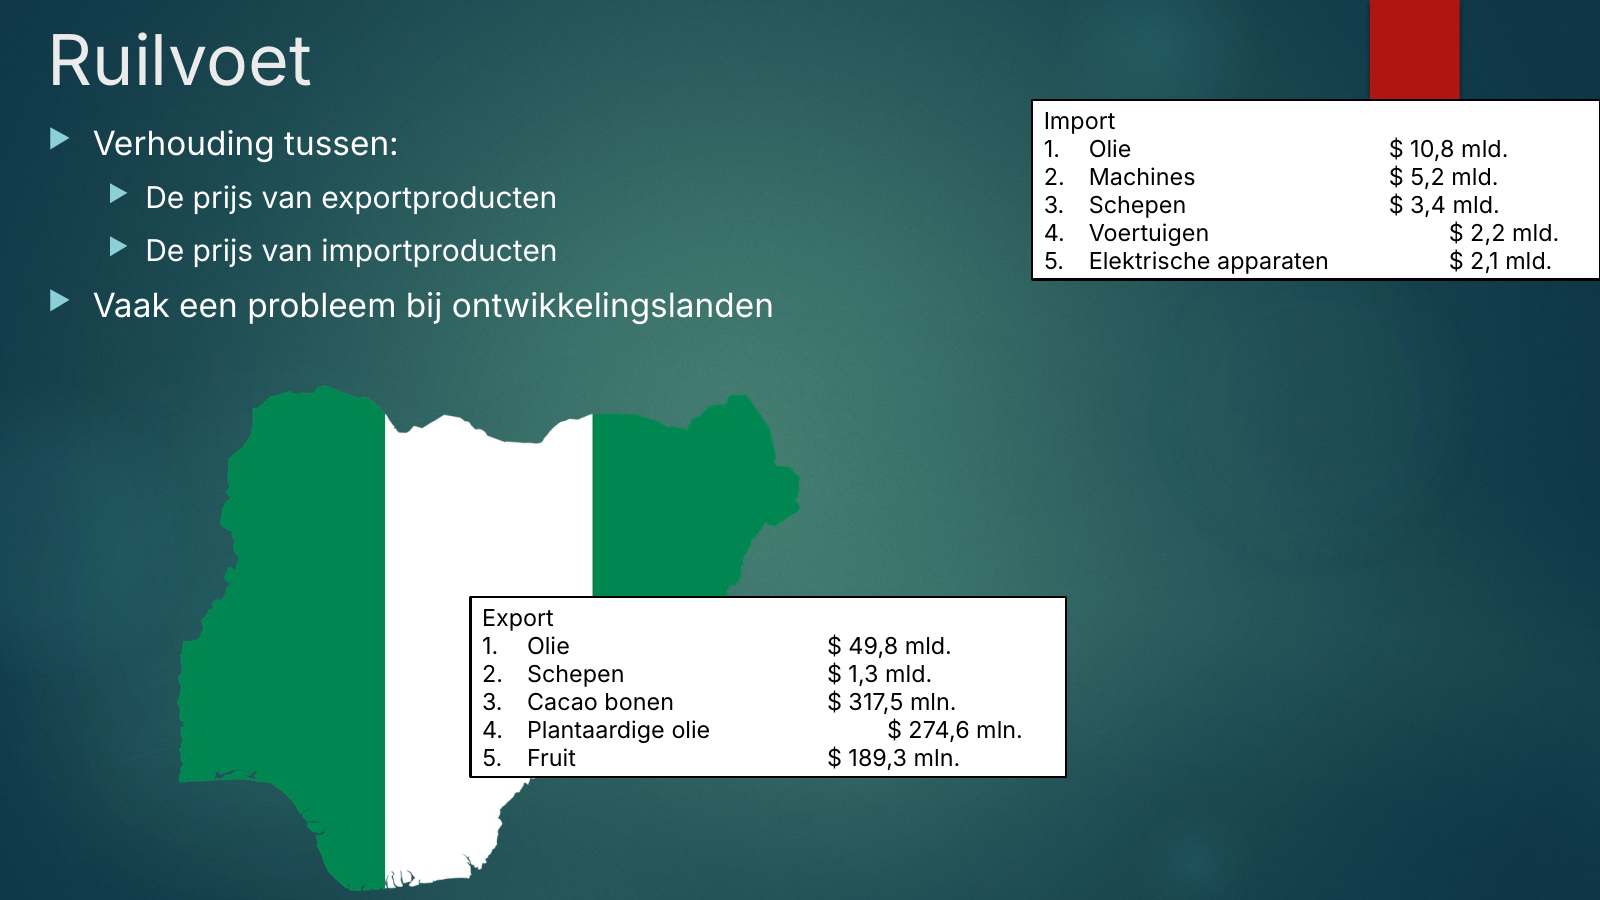 Ruilvoet
Verhouding tussen:
De prijs van exportproducten
De prijs van importproducten
Vaak een probleem bij ontwikkelingslanden
Import
1. Olie $ 10,8 mld.
2. Machines $ 5,2 mld.
3. Schepen $ 3,4 mld.
4. Voertuigen $ 2,2 mld.
5. Elektrische apparaten $ 2,1 mld.
Export
1. Olie $ 49,8 mld.
2. Schepen $ 1,3 mld.
3. Cacao bonen $ 317,5 mln.
4. Plantaardige olie $ 274,6 mln.
5. Fruit $ 189,3 mln.